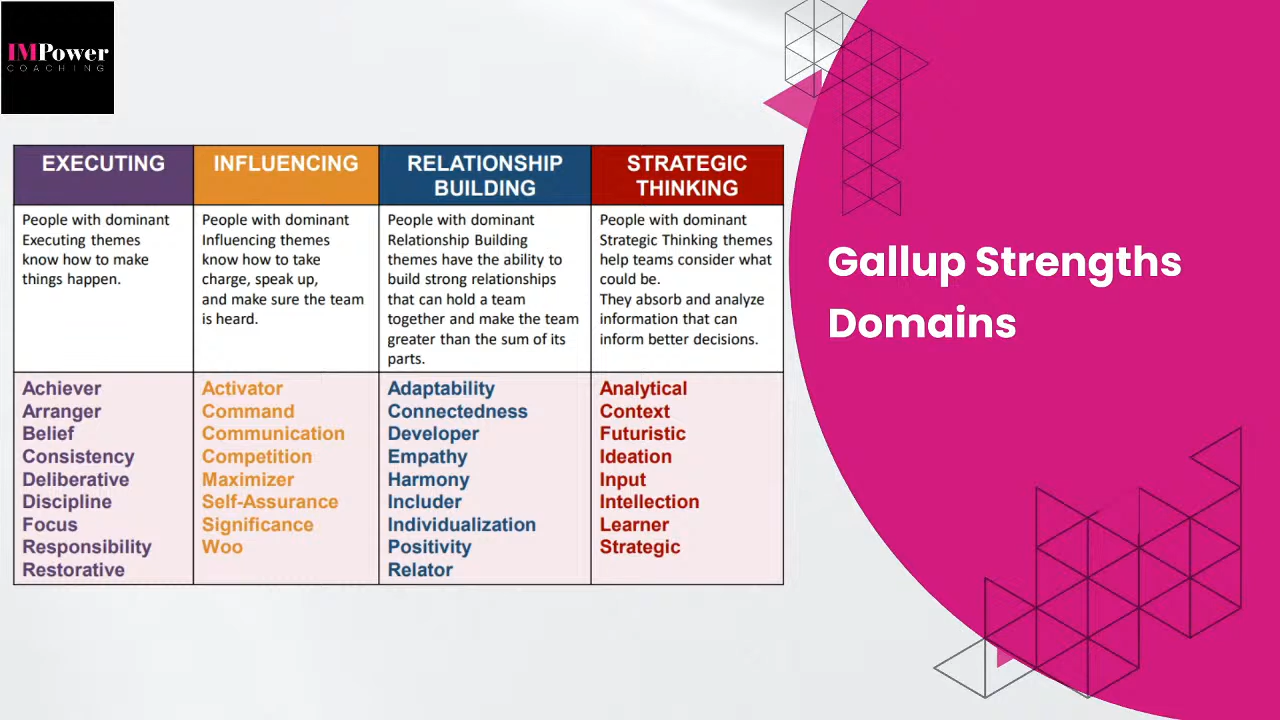 IMPower
COACHING
EXECUTING
People with dominant
Executing themes
know how to make
things happen.
Achiever
Arranger
Belief
Consistency
Deliberative
Discipline
Focus
Responsibility
Restorative
INFLUENCING
People with dominant
Influencing themes
know how to take
charge, speak up,
and make sure the team
is heard.
Activator
Command
Communication
Competition
Maximizer
Self-Assurance
Significance
Woo
RELATIONSHIP
BUILDING
People with dominant
Relationship Building
themes have the ability to
build strong relationships
that can hold a team
together and make the team
greater than the sum of its
parts.
Adaptability
Connectedness
Developer
Empathy
Harmony
Includer
Individualization
Positivity
Relator
STRATEGIC
THINKING
People with dominant
Strategic Thinking themes
help teams consider what
could be.
They absorb and analyze
information that can
inform better decisions.
Analytical
Context
Futuristic
Ideation
Input
Intellection
Learner
Strategic
Gallup Strengths
Domains